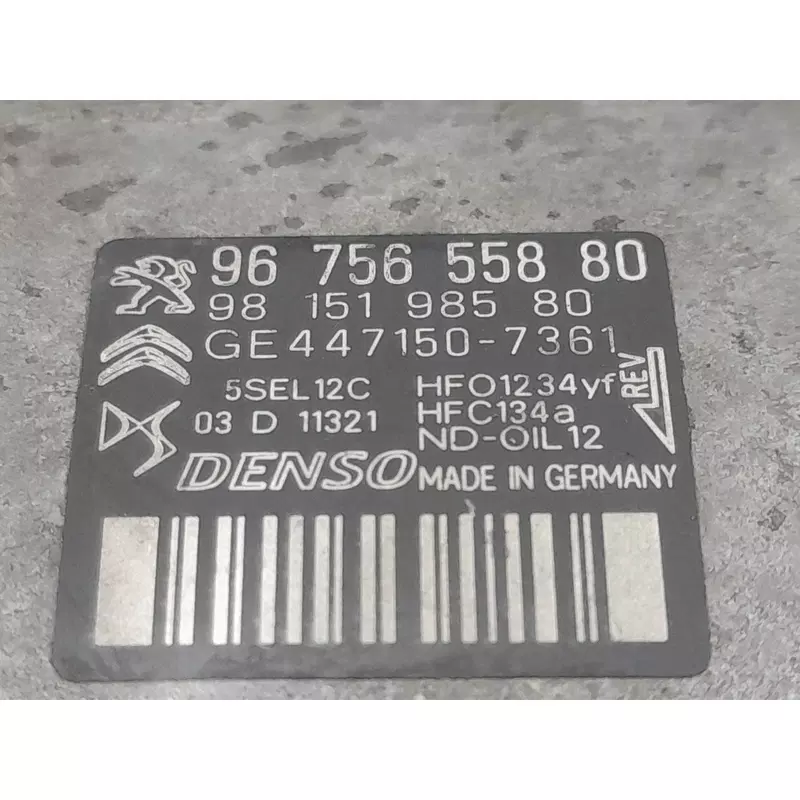 96 756 558 80
98 151 985 80
GE447150-7361
5SEL12C HFO1234yf
03 D 11321 HFC134a
ND-OIL12
REV
DENSO MADE IN GERMANY